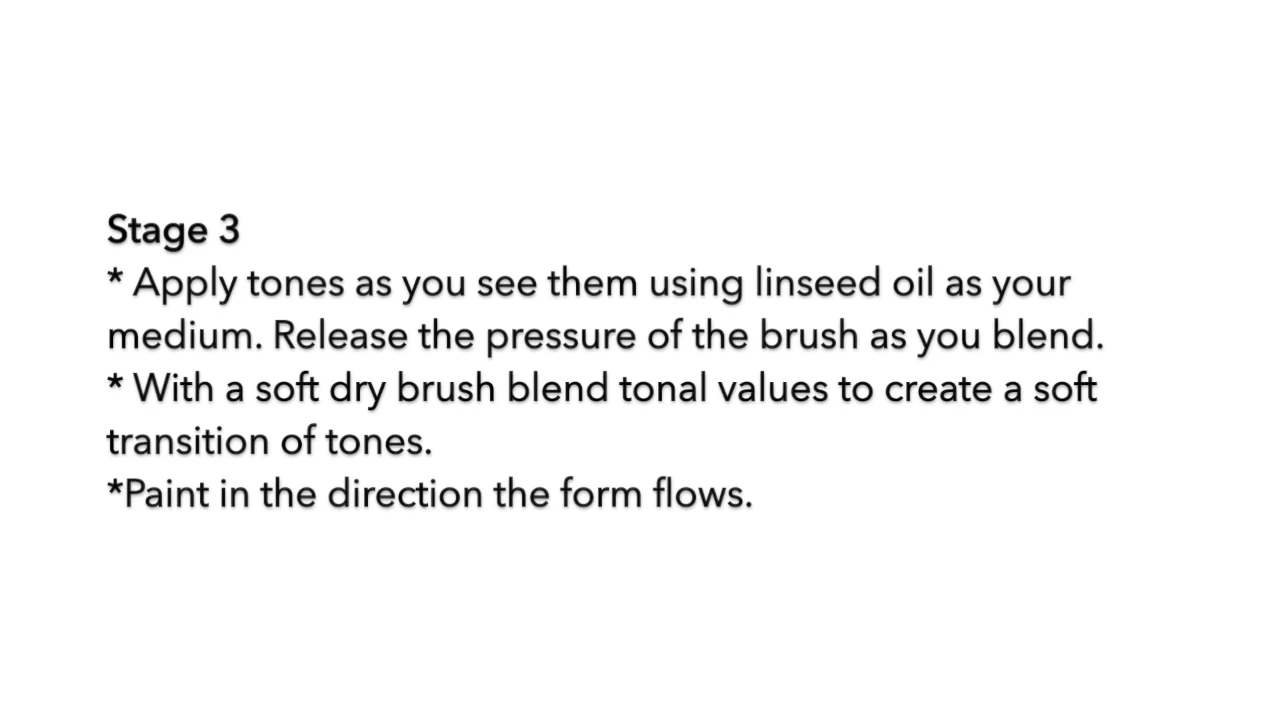 Stage 3
* Apply tones as you see them using linseed oil as your
medium. Release the pressure of the brush as you blend.
* With a soft dry brush blend tonal values to create a soft
transition of tones.
*Paint in the direction the form flows.